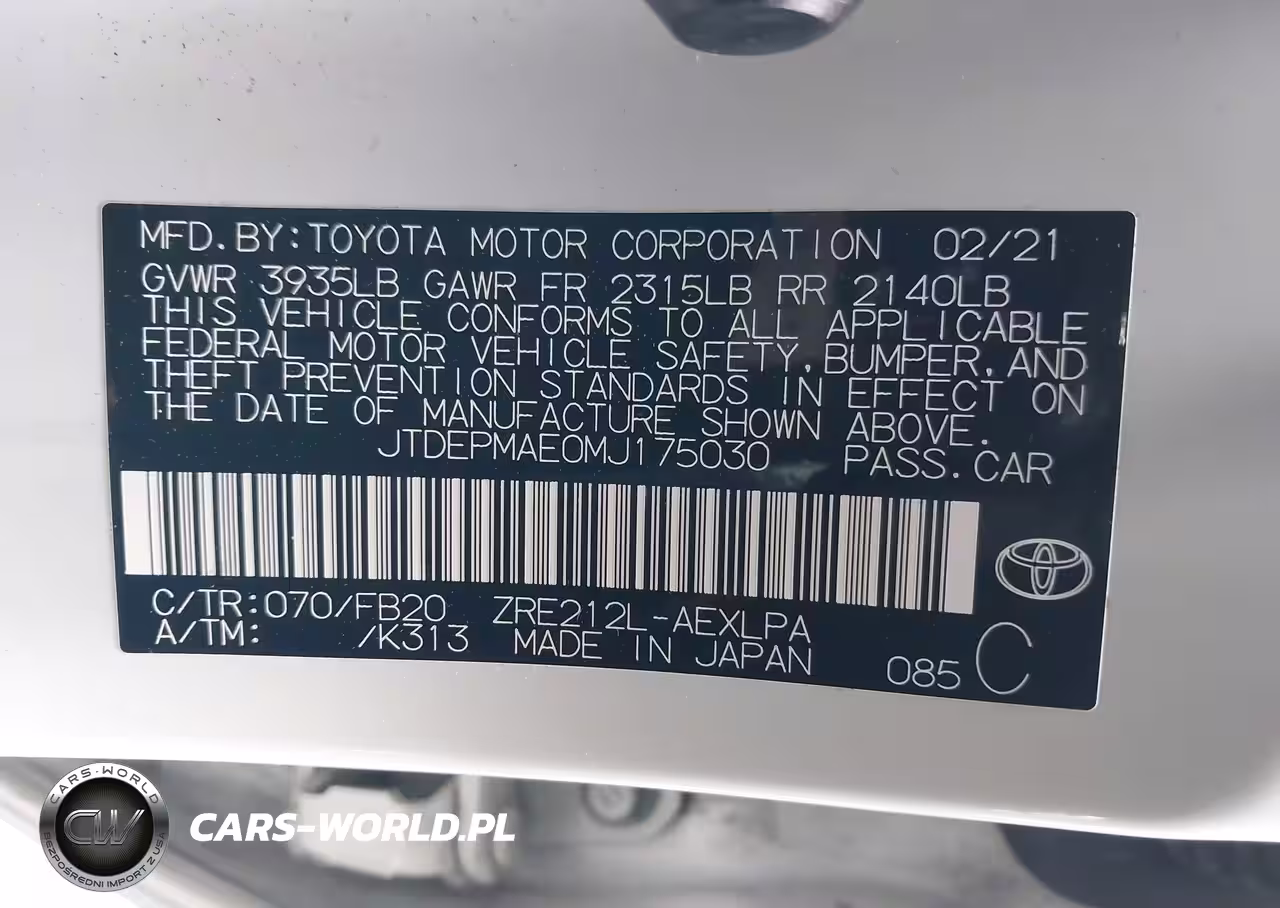 MFD.BY:TOYOTA MOTOR CORPORATION 02/21
GVWR 3935LB GAWR FR 2315LB RR 2140LB
THIS VEHICLE CONFORMS TO ALL APPLICABLE
FEDERAL MOTOR VEHICLE SAFETY,BUMPER,AND
THEFT PREVENTION STANDARDS IN EFFECT ON
THE DATE OF MANUFACTURE SHOWN ABOVE.
JTDEPMAE0MJ175030 PASS.CAR
C/TR:070/FB20 ZRE212L-AEXLPA
A/TM: /K313 MADE IN JAPAN 085 C
CARS-WORLD
CW
BEZPOŚREDNI IMPORT Z USA
CARS-WORLD.PL